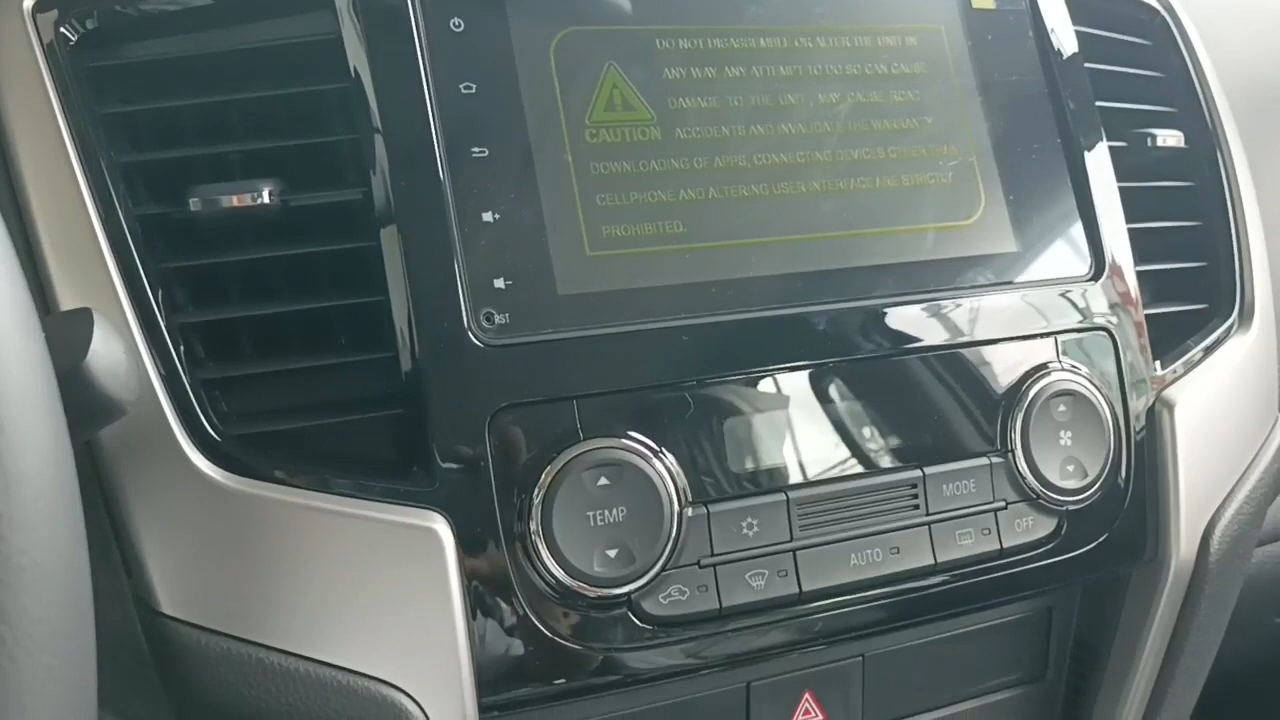 DO NOT DISASSEMBLE OR ALTER THE UNIT IN
ANY WAY. ANY ATTEMPT TO DO SO CAN CAUSE
DAMAGE TO THE UNIT, MAY CAUSE ROAD
CAUTION ACCIDENTS AND INVALIDATE THE WARRANTY
DOWNLOADING OF APPS, CONNECTING DEVICES OTHER THAN
CELLPHONE AND ALTERING USER INTERFACE ARE STRICTLY
PROHIBITED.
RST
TEMP
MODE
AUTO
OFF